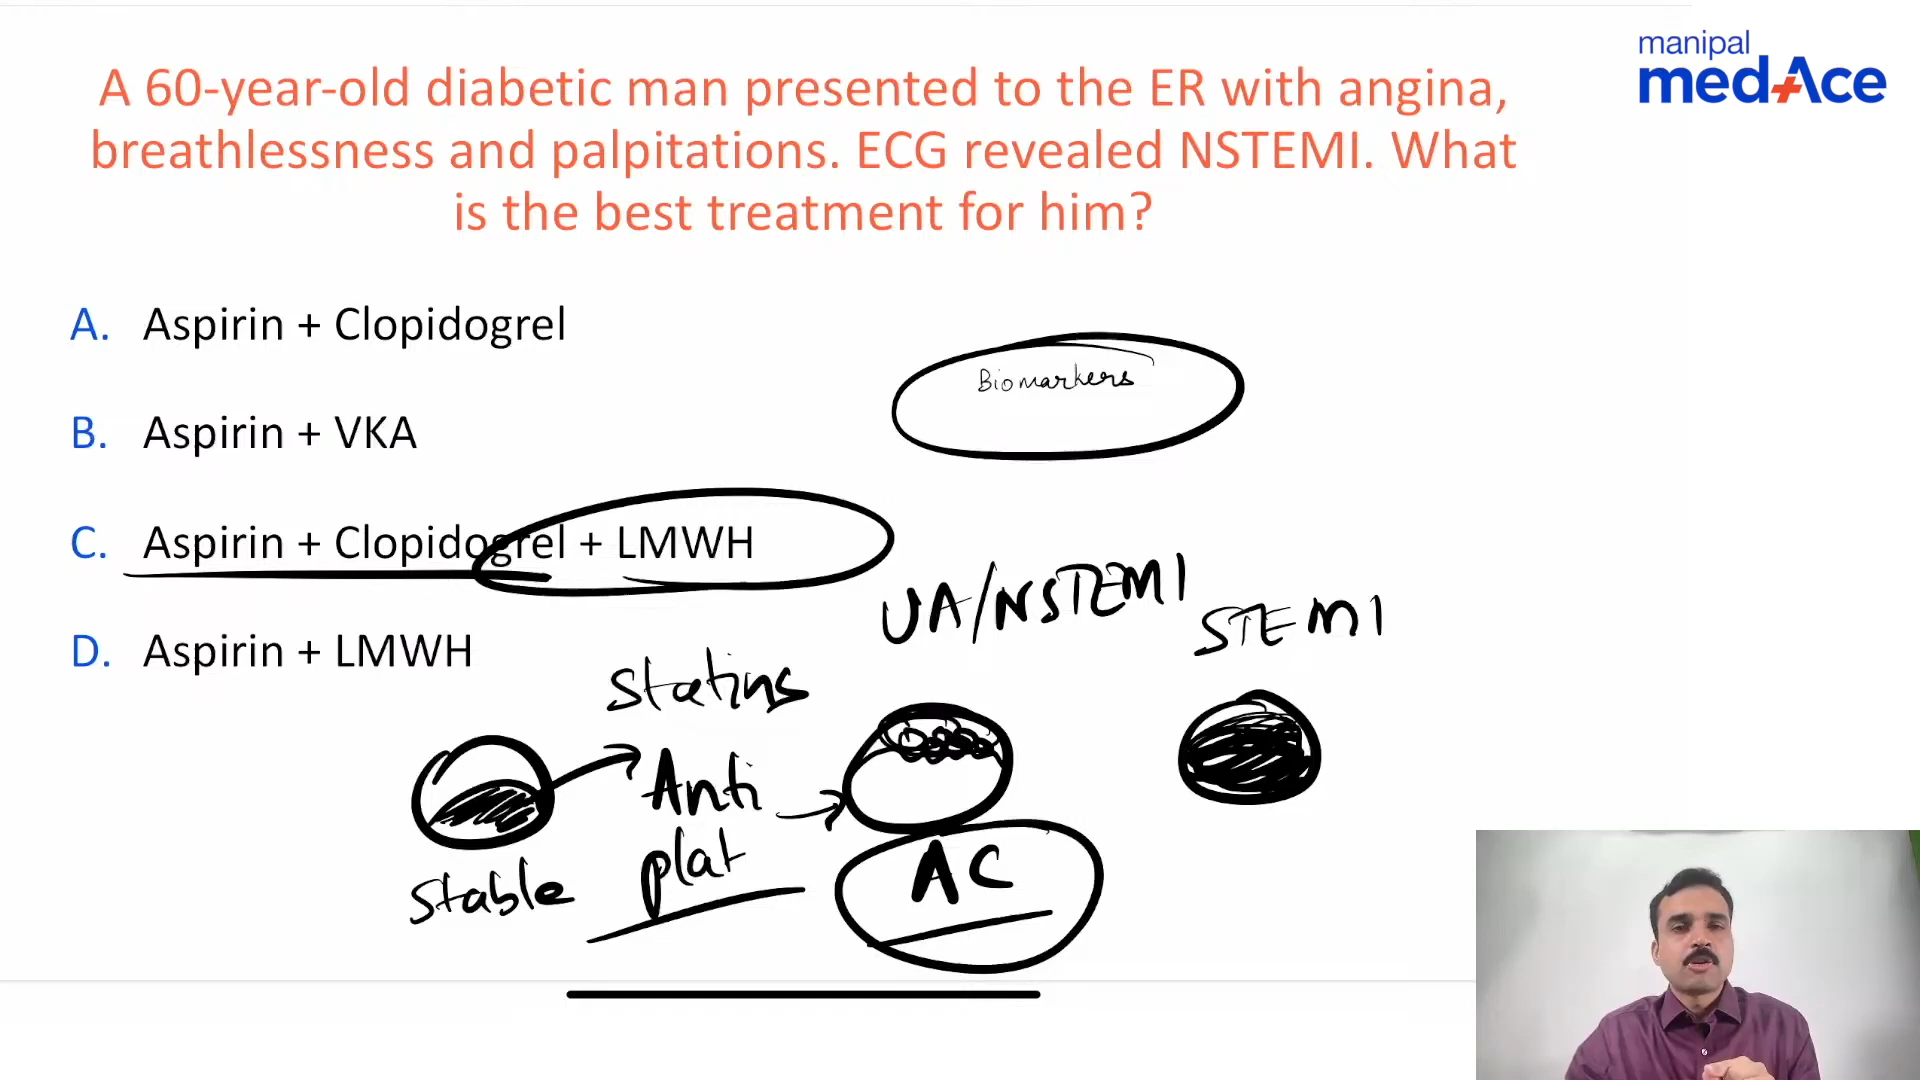 manipal
medAce
A 60-year-old diabetic man presented to the ER with angina,
breathlessness and palpitations. ECG revealed NSTEMI. What
is the best treatment for him?
A. Aspirin + Clopidogrel
B. Aspirin + VKA
C. Aspirin + Clopidogrel + LMWH
D. Aspirin + LMWH
Biomarkers
UA/NSTEMI
STEMI
Statins
Anti
plat
Stable
AC